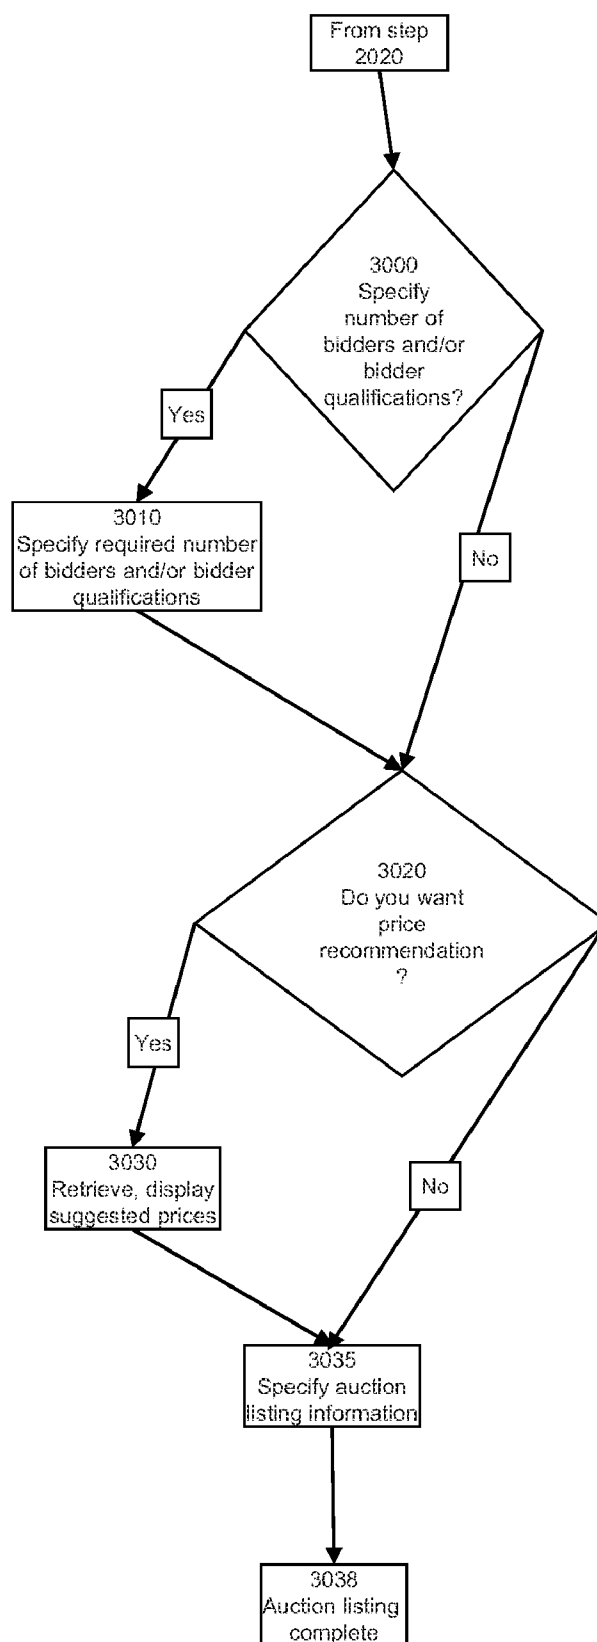 From step
2020
3000
Specify
number of
bidders and/or
bidder
qualifications?
Yes
3010
Specify required number
of bidders and/or bidder
qualifications
No
3020
Do you want
price
recommendation
?
Yes
3030
Retrieve, display
suggested prices
No
3035
Specify auction
listing information
3038
Auction listing
complete